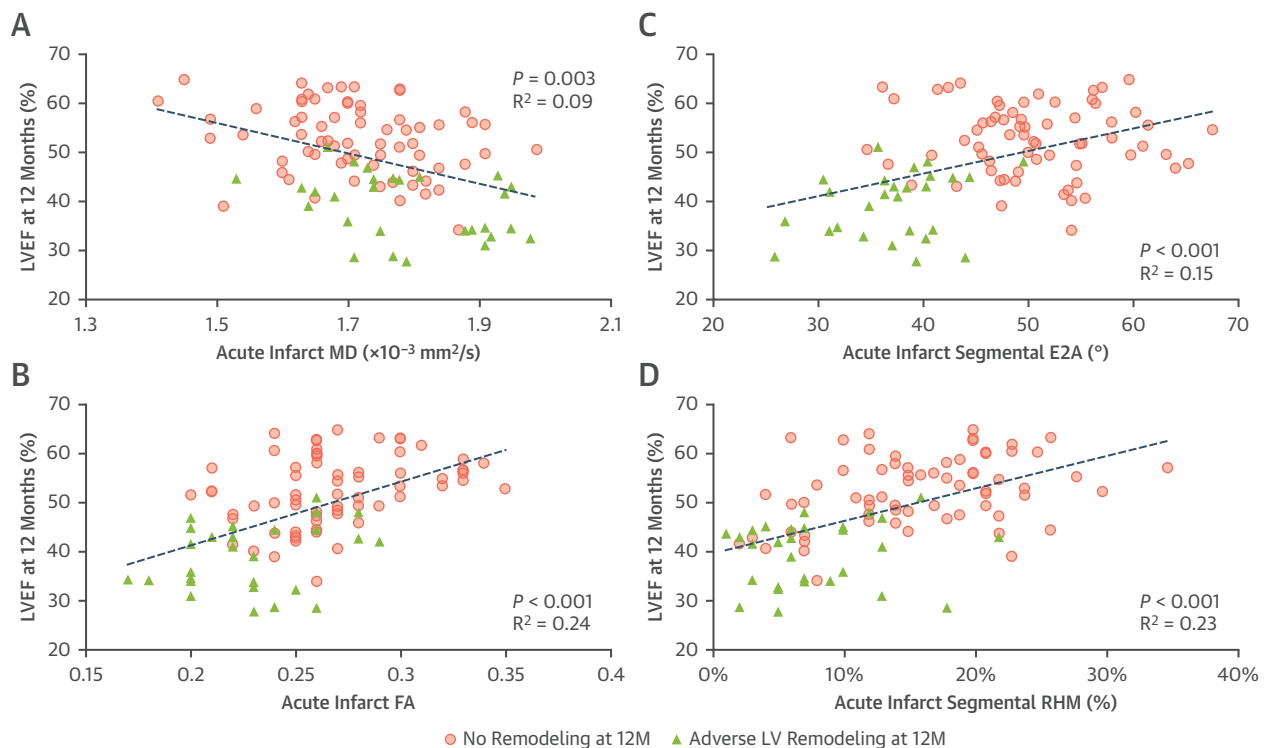 A
70
60
50
40
30
20
LVEF at 12 Months (%)
P = 0.003
R² = 0.09
1.3 1.5 1.7 1.9 2.1
Acute Infarct MD (×10⁻³ mm²/s)
C
70
60
50
40
30
20
LVEF at 12 Months (%)
P < 0.001
R² = 0.15
20 30 40 50 60 70
Acute Infarct Segmental E2A (°)
B
70
60
50
40
30
20
LVEF at 12 Months (%)
P < 0.001
R² = 0.24
0.15 0.2 0.25 0.3 0.35 0.4
Acute Infarct FA
D
70
60
50
40
30
20
LVEF at 12 Months (%)
P < 0.001
R² = 0.23
0% 10% 20% 30% 40%
Acute Infarct Segmental RHM (%)
No Remodeling at 12M Adverse LV Remodeling at 12M